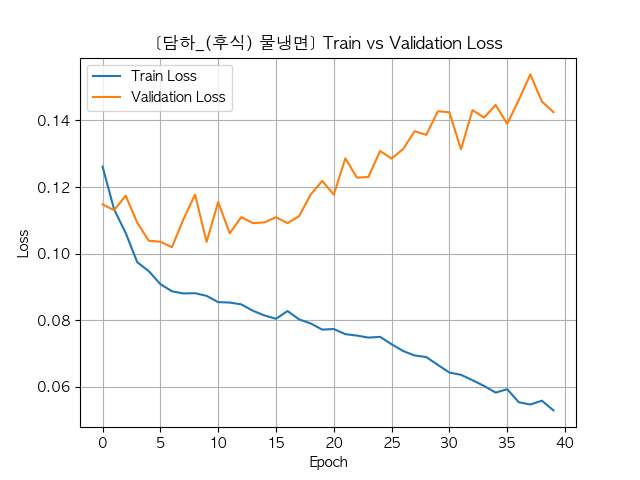 [담하_(후식) 물냉면] Train vs Validation Loss
Train Loss
Validation Loss
Loss
0.14
0.12
0.10
0.08
0.06
0 5 10 15 20 25 30 35 40
Epoch